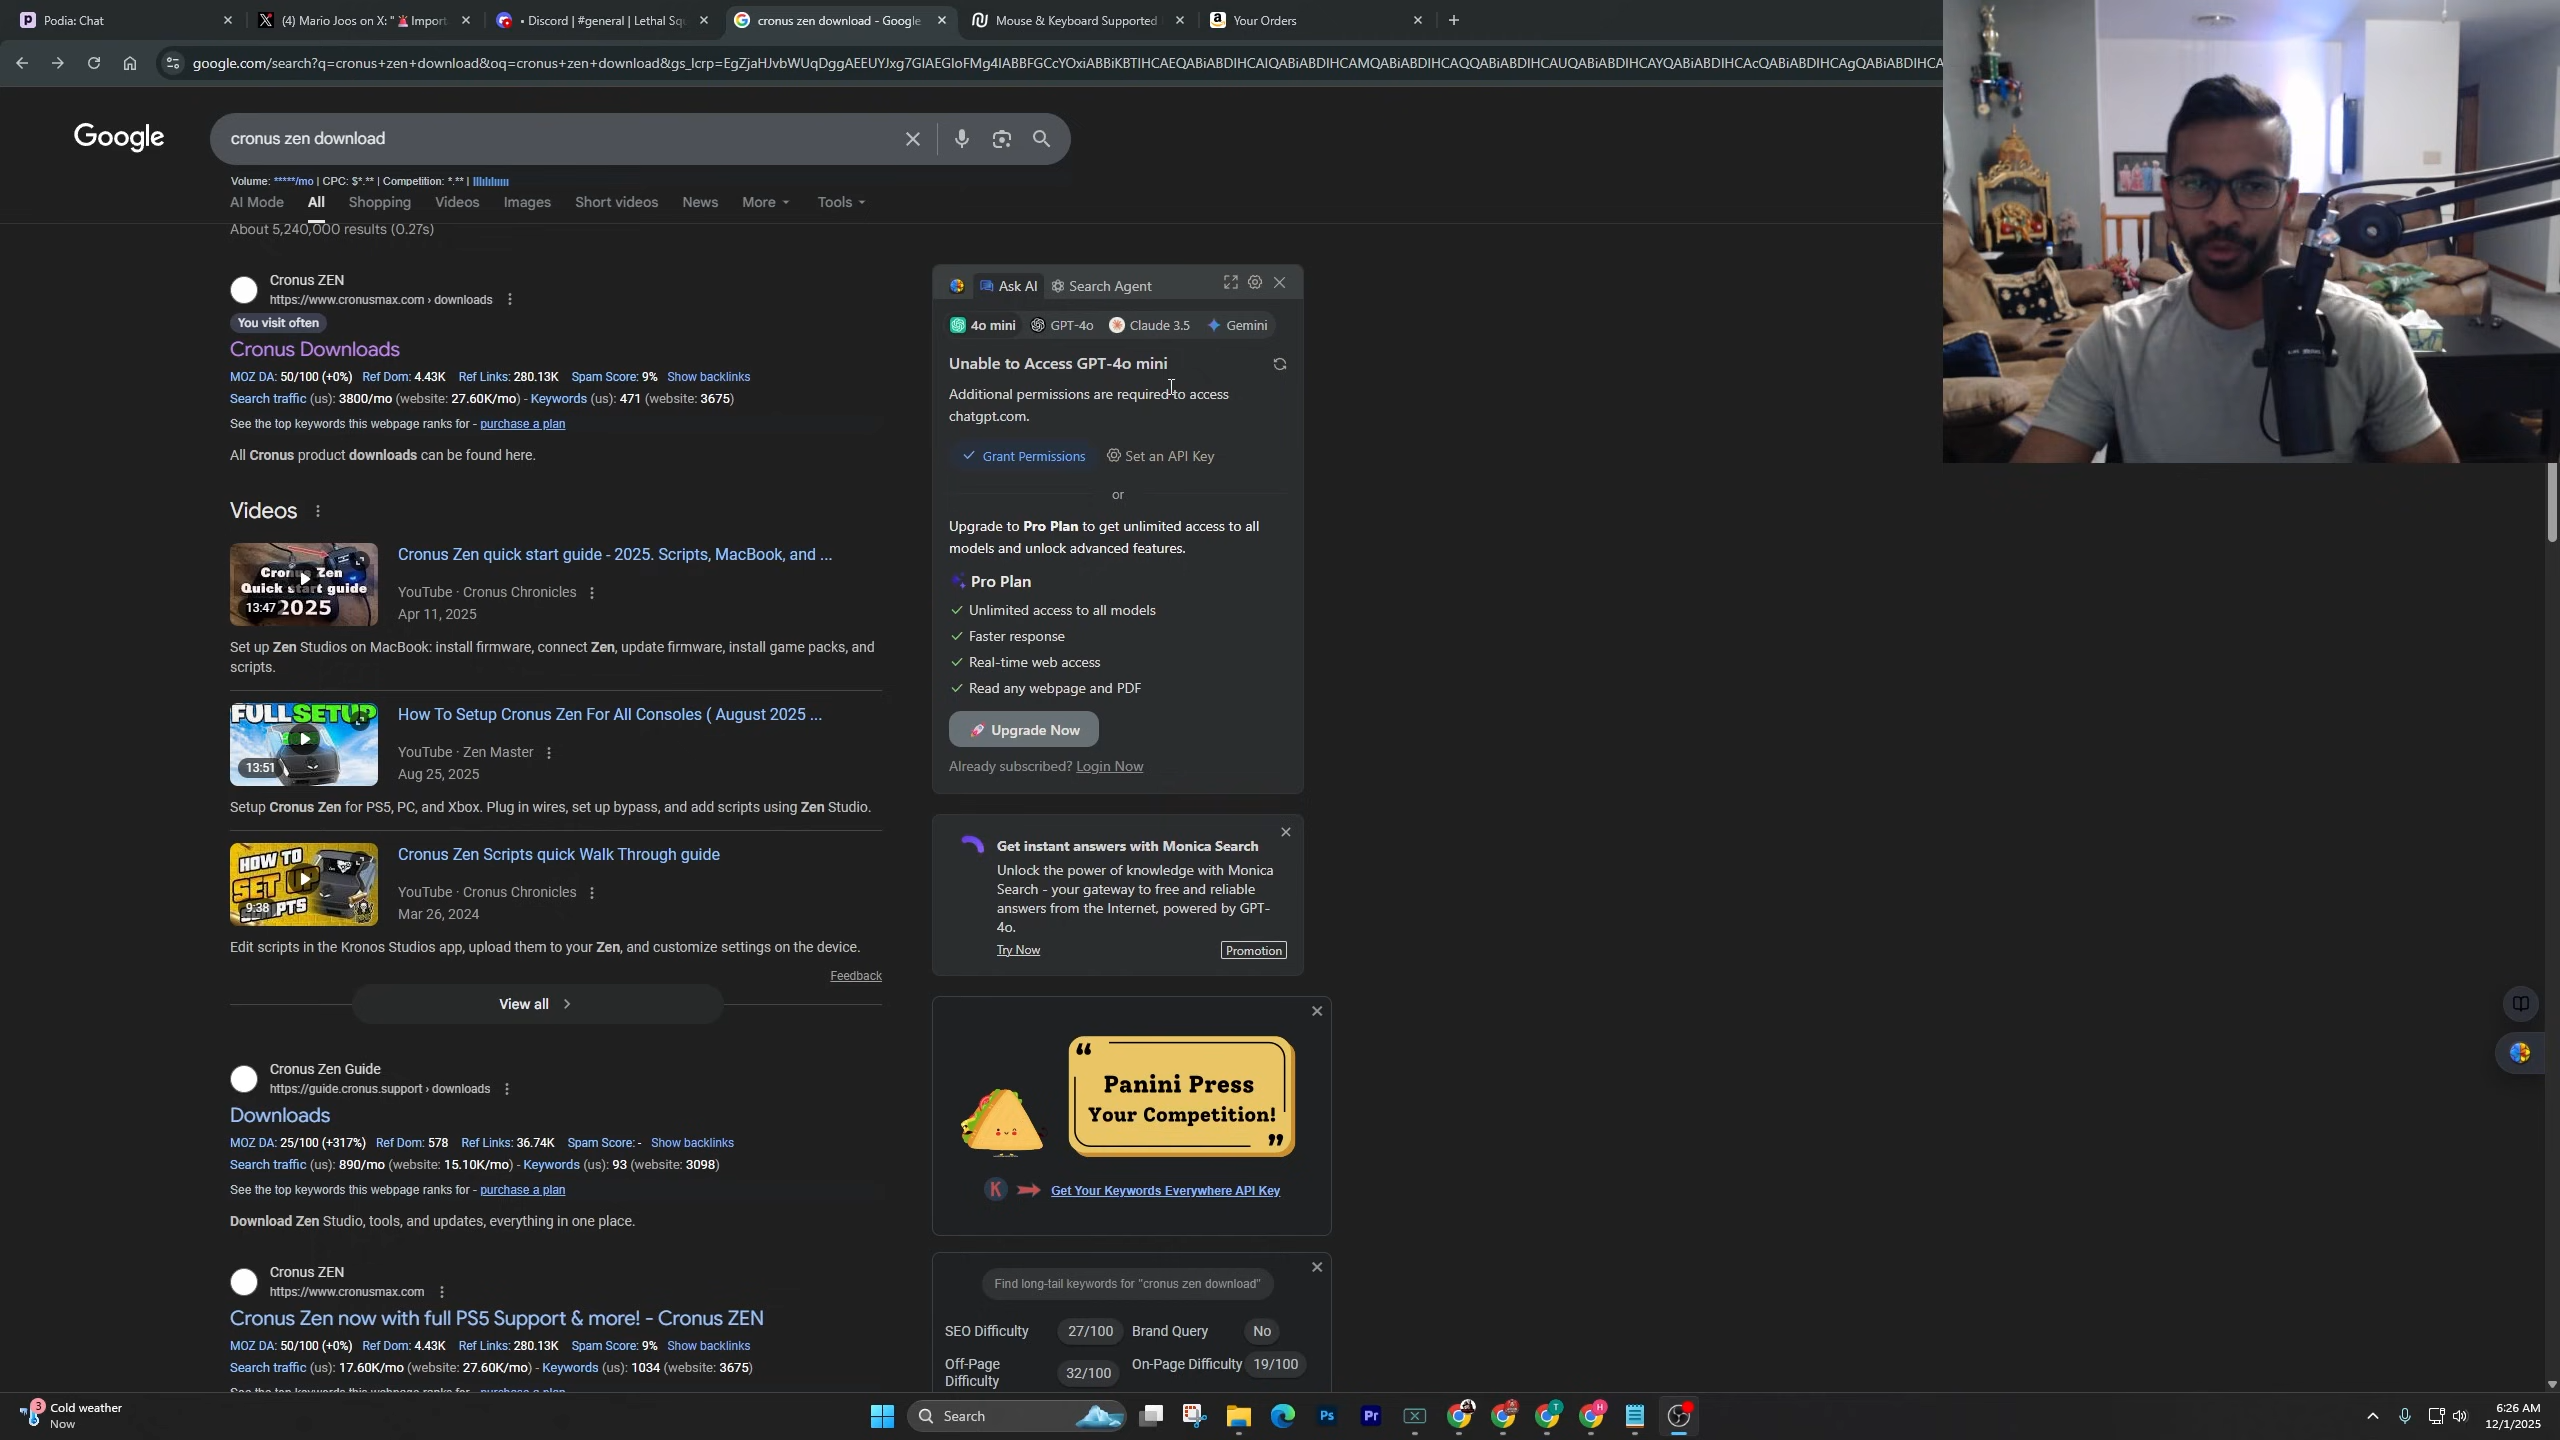 Podia: Chat
(4) Mario Joos on X: "🚨Import
• Discord | #general | Lethal Squ
cronus zen download - Google
Mouse & Keyboard Supported
Your Orders
google.com/search?q=cronus+zen+download&oq=cronus+zen+download&gs_lcrp=
Google
cronus zen download
Volume: *****/mo | CPC: $*.** | Competition: *.** |
AI Mode
All
Shopping
Videos
Images
Short videos
News
More
Tools
About 5,240,000 results (0.27s)
Cronus ZEN
https://www.cronusmax.com › downloads
You visit often
Cronus Downloads
MOZ DA: 50/100 (+0%) Ref Dom: 4.43K Ref Links: 280.13K Spam Score: 9% Show backlinks
Search traffic (us): 3800/mo (website: 27.60K/mo) - Keywords (us): 471 (website: 3675)
See the top keywords this webpage ranks for - purchase a plan
All Cronus product downloads can be found here.
Videos
Cronus Zen
Quick start guide
2025
13:47
Cronus Zen quick start guide - 2025. Scripts, MacBook, and ...
YouTube · Cronus Chronicles
Apr 11, 2025
Set up Zen Studios on MacBook: install firmware, connect Zen, update firmware, install game packs, and
scripts.
FULL SETUP
13:51
How To Setup Cronus Zen For All Consoles ( August 2025 ...
YouTube · Zen Master
Aug 25, 2025
Setup Cronus Zen for PS5, PC, and Xbox. Plug in wires, set up bypass, and add scripts using Zen Studio.
HOW TO
SET UP
9:38
Cronus Zen Scripts quick Walk Through guide
YouTube · Cronus Chronicles
Mar 26, 2024
Edit scripts in the Kronos Studios app, upload them to your Zen, and customize settings on the device.
Feedback
View all
Cronus Zen Guide
https://guide.cronus.support › downloads
Downloads
MOZ DA: 25/100 (+317%) Ref Dom: 578 Ref Links: 36.74K Spam Score: - Show backlinks
Search traffic (us): 890/mo (website: 15.10K/mo) - Keywords (us): 93 (website: 3098)
See the top keywords this webpage ranks for - purchase a plan
Download Zen Studio, tools, and updates, everything in one place.
Cronus ZEN
https://www.cronusmax.com
Cronus Zen now with full PS5 Support & more! - Cronus ZEN
MOZ DA: 50/100 (+0%) Ref Dom: 4.43K Ref Links: 280.13K Spam Score: 9% Show backlinks
Search traffic (us): 17.60K/mo (website: 27.60K/mo) - Keywords (us): 1034 (website: 3675)
See the top keywords this webpage ranks for - purchase a plan
Ask AI
Search Agent
4o mini
GPT-4o
Claude 3.5
Gemini
Unable to Access GPT-4o mini
Additional permissions are required to access
chatgpt.com.
Grant Permissions
Set an API Key
or
Upgrade to Pro Plan to get unlimited access to all
models and unlock advanced features.
Pro Plan
Unlimited access to all models
Faster response
Real-time web access
Read any webpage and PDF
🚀 Upgrade Now
Already subscribed? Login Now
Get instant answers with Monica Search
Unlock the power of knowledge with Monica
Search - your gateway to free and reliable
answers from the Internet, powered by GPT-
4o.
Try Now
Promotion
“ Panini Press
Your Competition! ”
K
Get Your Keywords Everywhere API Key
Find long-tail keywords for "cronus zen download"
SEO Difficulty
27/100
Brand Query
No
Off-Page
Difficulty
32/100
On-Page Difficulty
19/100
3
Cold weather
Now
Search
Ps
Pr
T
H
6:26 AM
12/1/2025